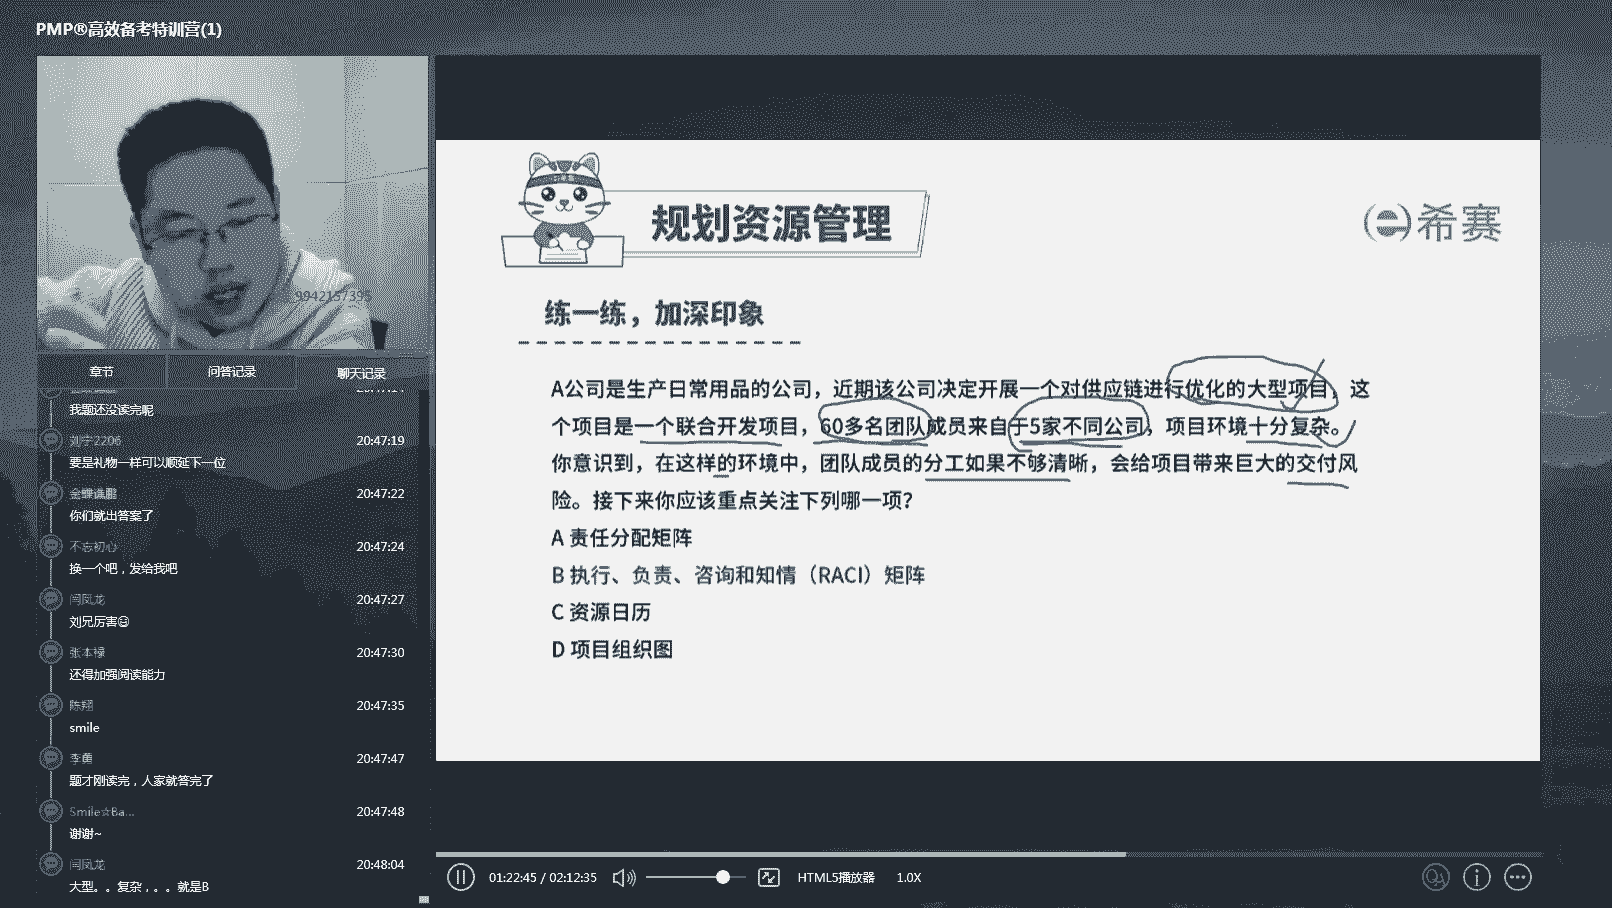 PMP®高效备考特训营(1)
章节
问答记录
聊天记录
我题还没读完呢
刘宇2206
20:47:19
要是礼物一样可以顺延下一位
20:47:22
你们就出答案了
不忘初心
20:47:24
换一个吧，发给我吧
闫凤龙
20:47:27
刘兄厉害😄
张本禄
20:47:30
还得加强阅读能力
陈翔
20:47:35
smile
20:47:47
题才刚读完，人家就答完了
Smile☆Ba...
20:47:48
谢谢~
闫凤龙
20:48:04
大型。。复杂，。。就是B
规划资源管理
希赛
练一练，加深印象
A公司是生产日常用品的公司，近期该公司决定开展一个对供应链进行优化的大型项目，这
个项目是一个联合开发项目，60多名团队成员来自于5家不同公司，项目环境十分复杂。
你意识到，在这样的环境中，团队成员的分工如果不够清晰，会给项目带来巨大的交付风
险。接下来你应该重点关注下列哪一项？
A 责任分配矩阵
B 执行、负责、咨询和知情（RACI）矩阵
C 资源日历
D 项目组织图
01:22:45 / 02:12:35
HTML5播放器
1.0X